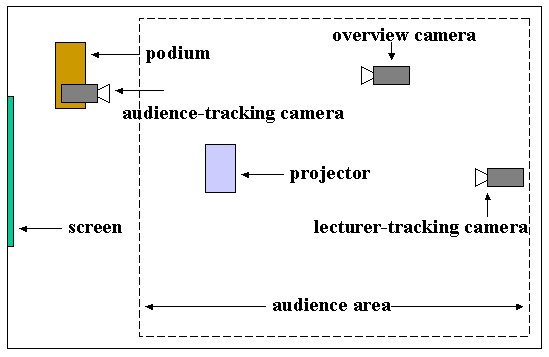 overview camera
podium
audience-tracking camera
projector
screen
lecturer-tracking camera
audience area